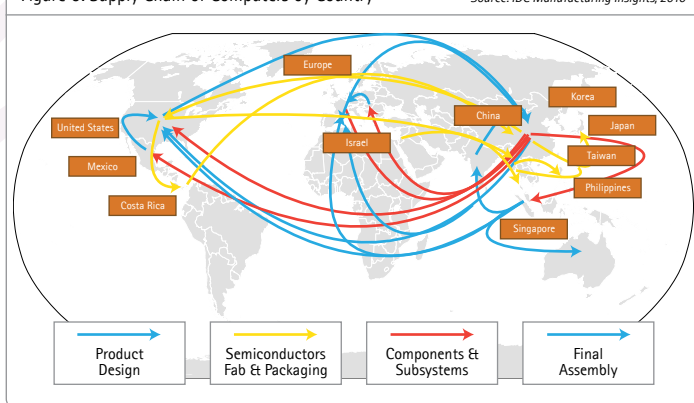 Figure 6: Supply Chain of Computers by Country
Source: IDC Manufacturing Insights, 2010
Europe
Korea
China
United States
Japan
Israel
Taiwan
Mexico
Philippines
Costa Rica
Singapore
Product
Design
Semiconductors
Fab & Packaging
Components &
Subsystems
Final
Assembly